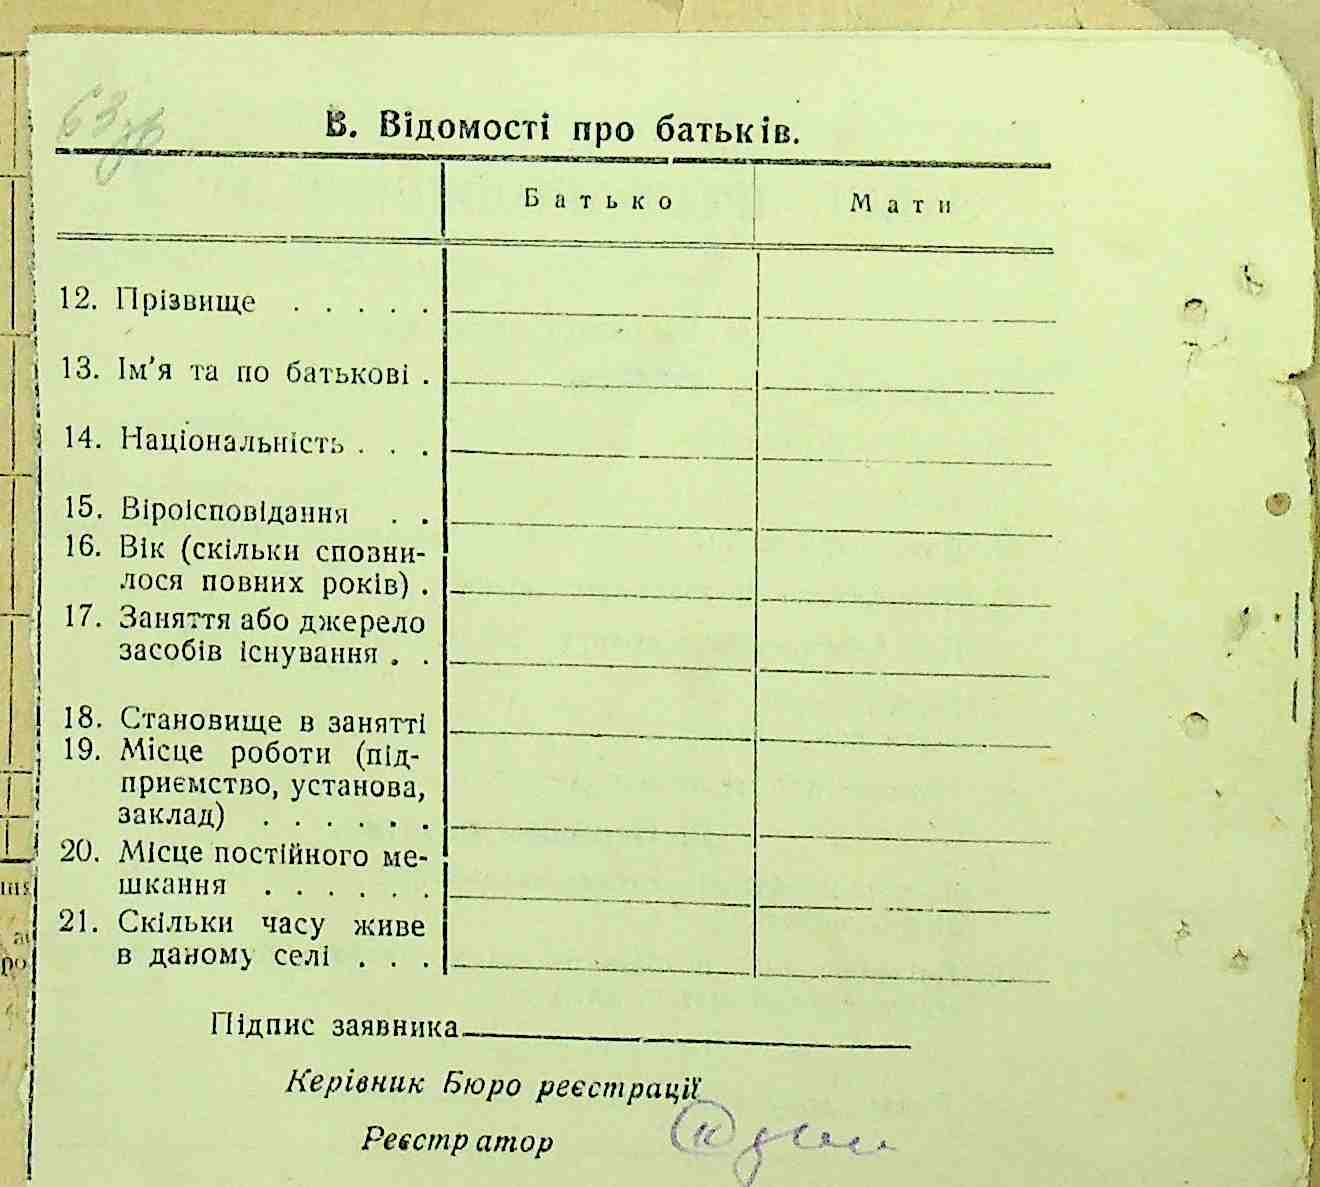 63зв
В. Відомості про батьків.
Батько Мати
12. Прізвище . . . . .
13. Ім'я та по батькові .
14. Національність . . .
15. Віроісповідання . .
16. Вік (скільки сповни-
лося повних років) .
17. Заняття або джерело
засобів існування . .
18. Становище в занятті
19. Місце роботи (під-
приємство, установа,
заклад) . . . . . .
20. Місце постійного ме-
шкання . . . . . .
21. Скільки часу живе
в даному селі . . .
Підпис заявника
Керівник Бюро реєстрації
Реєстратор